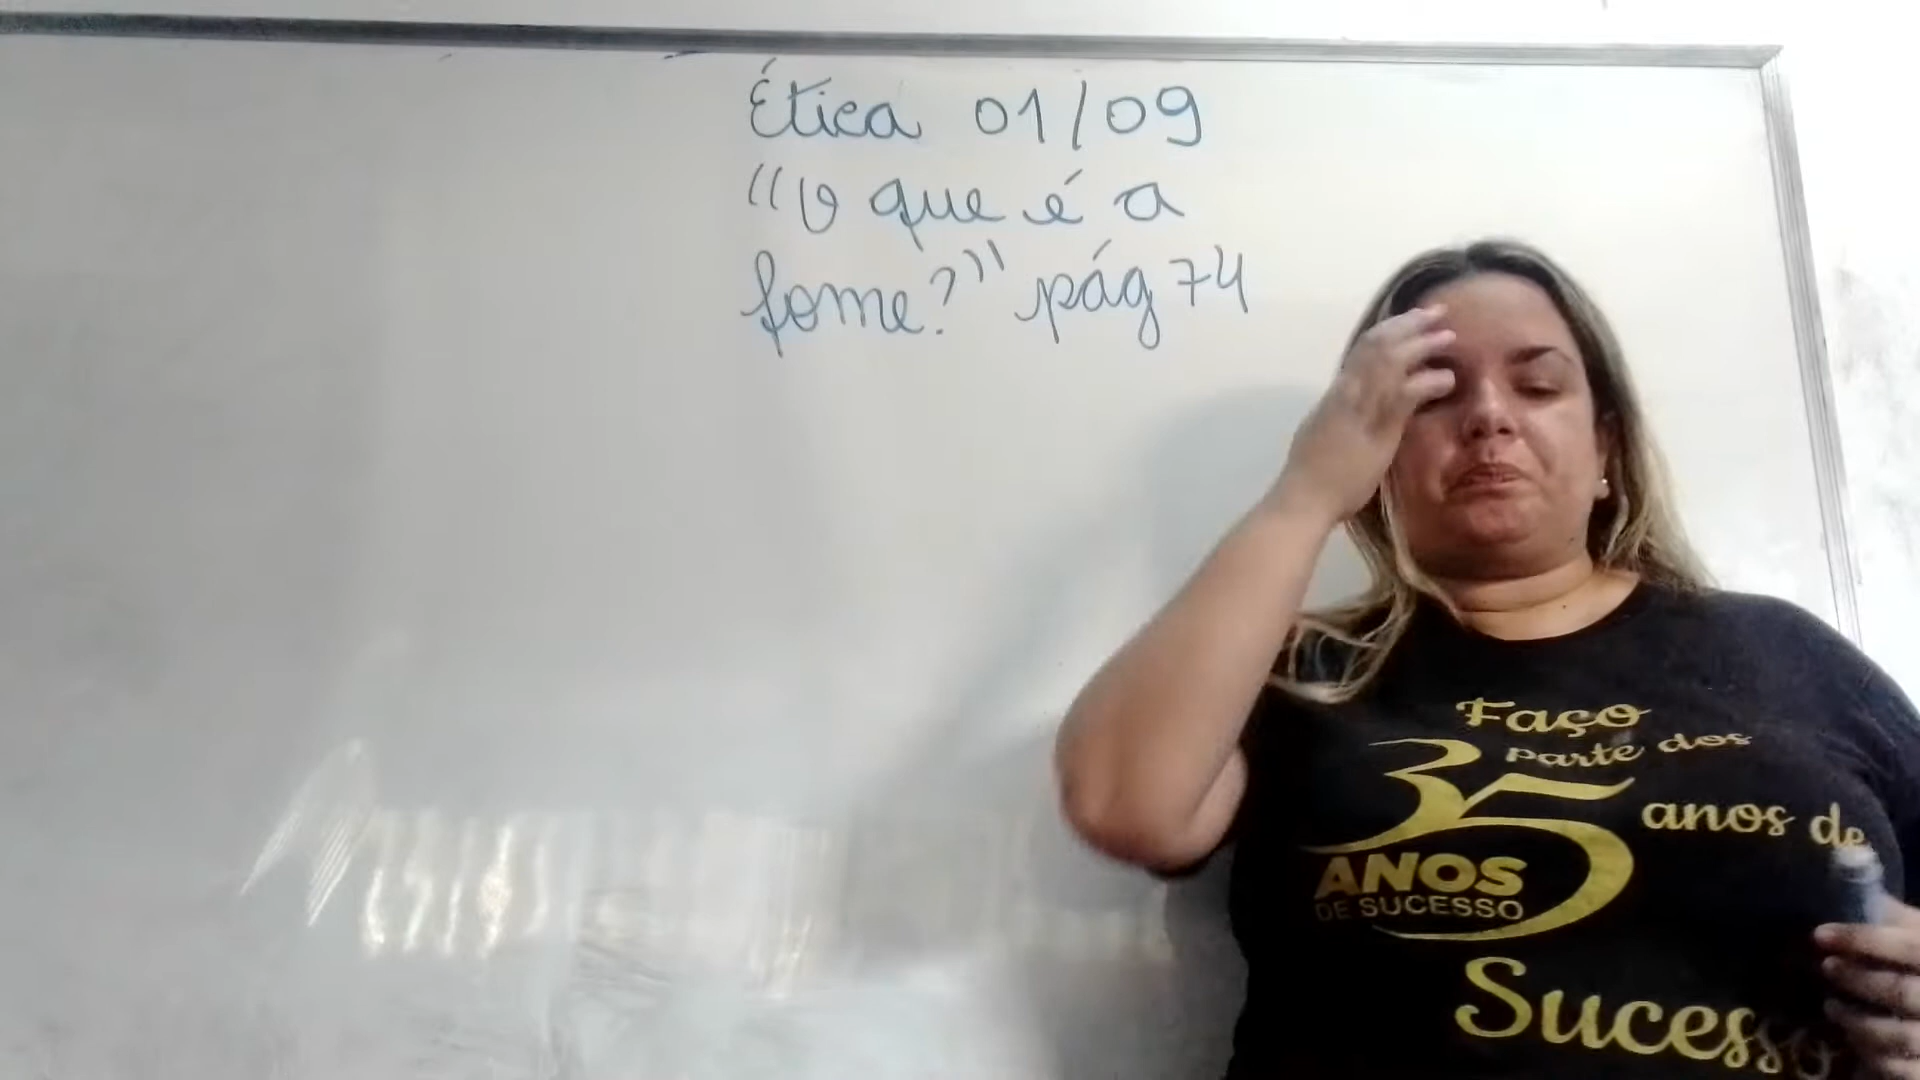 Ética 01/09
"O que é a
fome?" pág 74
Faço
parte dos
35 anos de
ANOS
DE SUCESSO
Sucesso